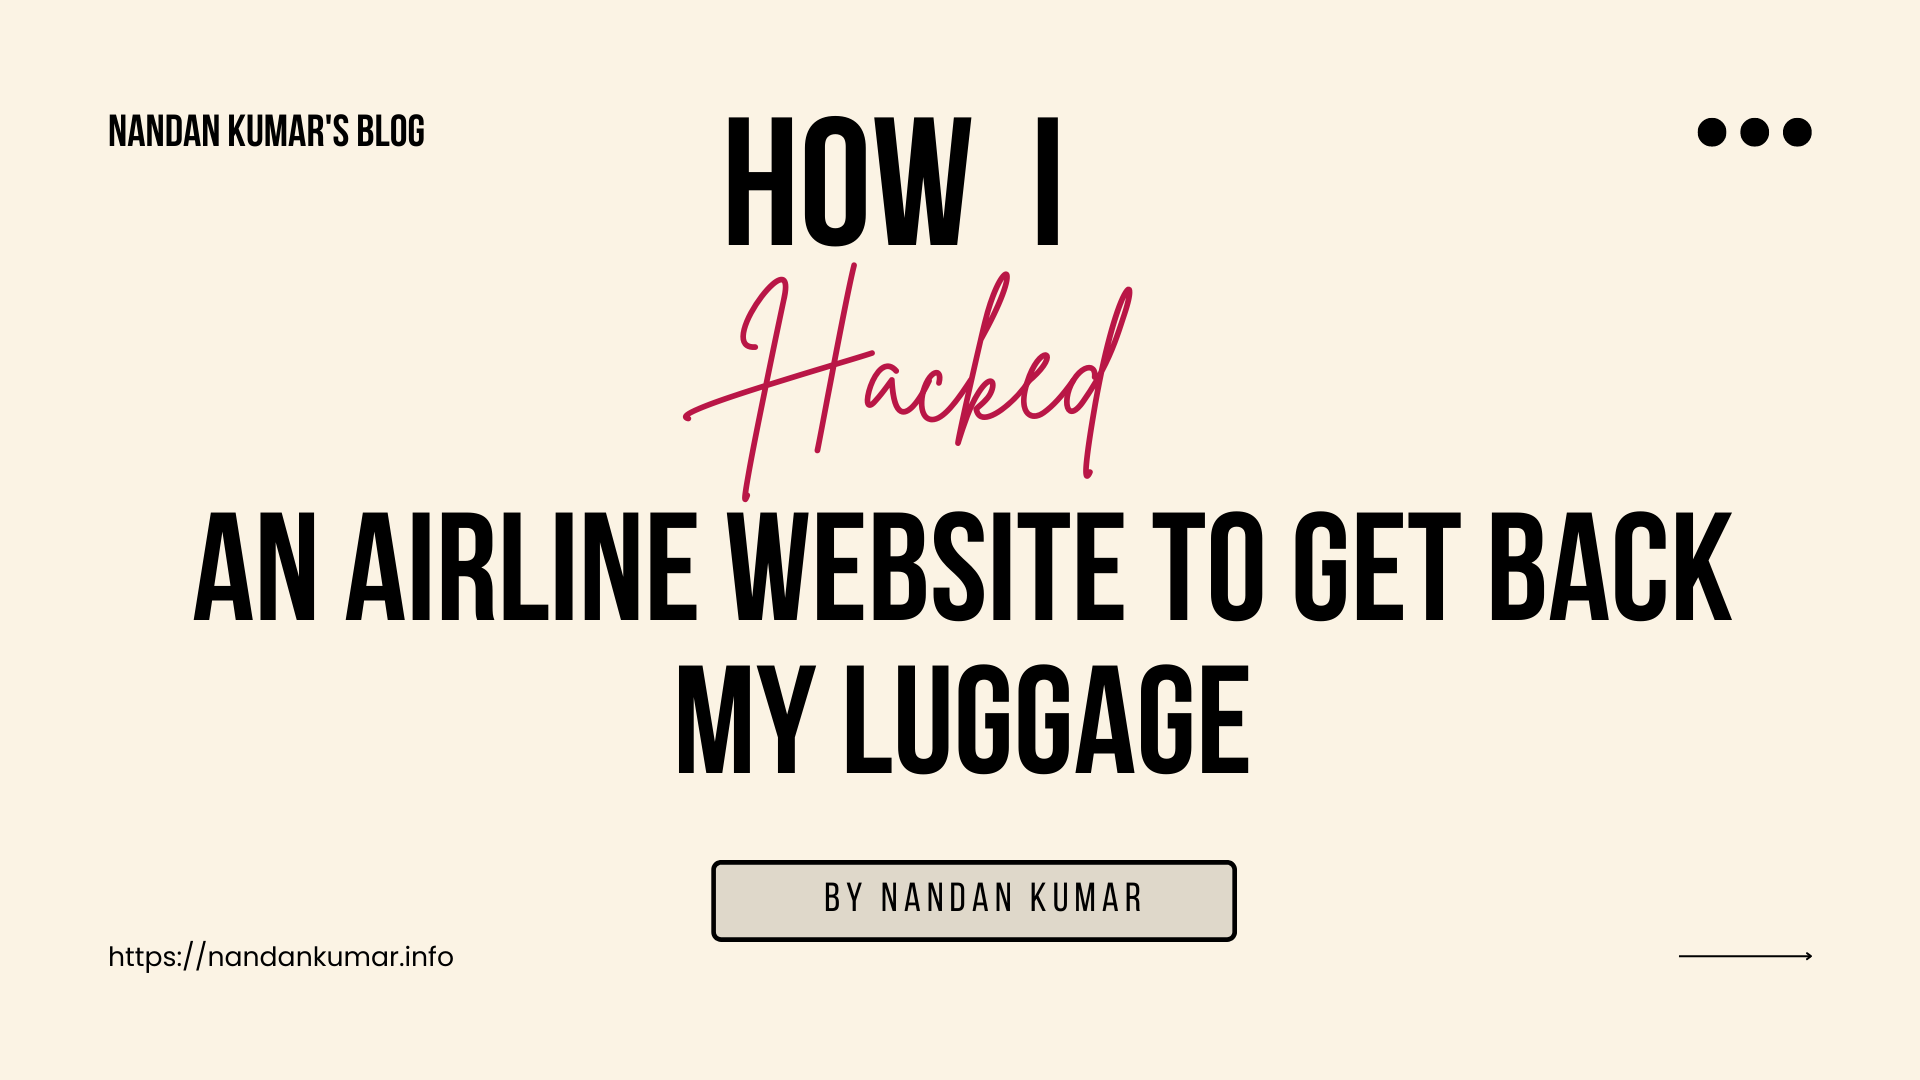 NANDAN KUMAR'S BLOG
HOW I
Hacked
AN AIRLINE WEBSITE TO GET BACK
MY LUGGAGE
BY NANDAN KUMAR
https://nandankumar.info